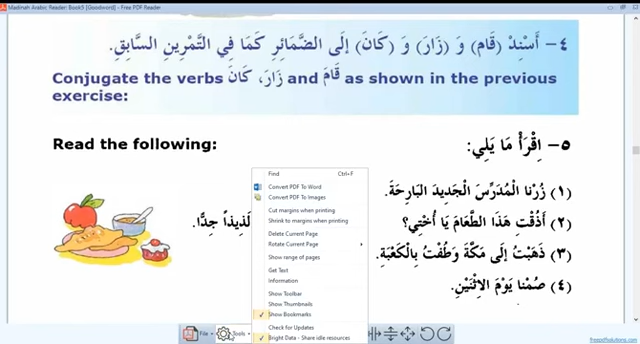 Madinah Arabic Reader: Book5 [Goodword] - Free PDF Reader
٤- أَسْنِدْ (قَام) وَ (زَارَ) وَ (كَانَ) إِلَى الضَّمَائِرِ كَمَا فِي التَّمْرِينِ السَّابِقِ.
Conjugate the verbs قَامَ and زَارَ، كَانَ as shown in the previous
exercise:
Read the following:
٥- اِقْرَأْ مَا يَلِي:
(١) زُرْنا الْمُدَرِّسَ الْجَدِيدَ الْبَارِحَةَ.
(٢) أَذُقْتِ هَذَا الطَّعَامَ يَا أُخْتِي؟
لَذِيذاً جِدًّا.
(٣) ذَهَبْتُ إِلَى مَكَّةَ وَطُفْتُ بِالْكَعْبَةِ.
(٤) صُمْنا يَوْمَ الاِثْنَيْنِ.
Find Ctrl+F
Convert PDF To Word
Convert PDF To Images
Cut margins when printing
Shrink to margins when printing
Delete Current Page
Rotate Current Page
Show range of pages
Get Text
Information
Show Toolbar
Show Thumbnails
Show Bookmarks
Check for Updates
Bright Data - Share idle resources
File
Tools
freepdfsolutions.com